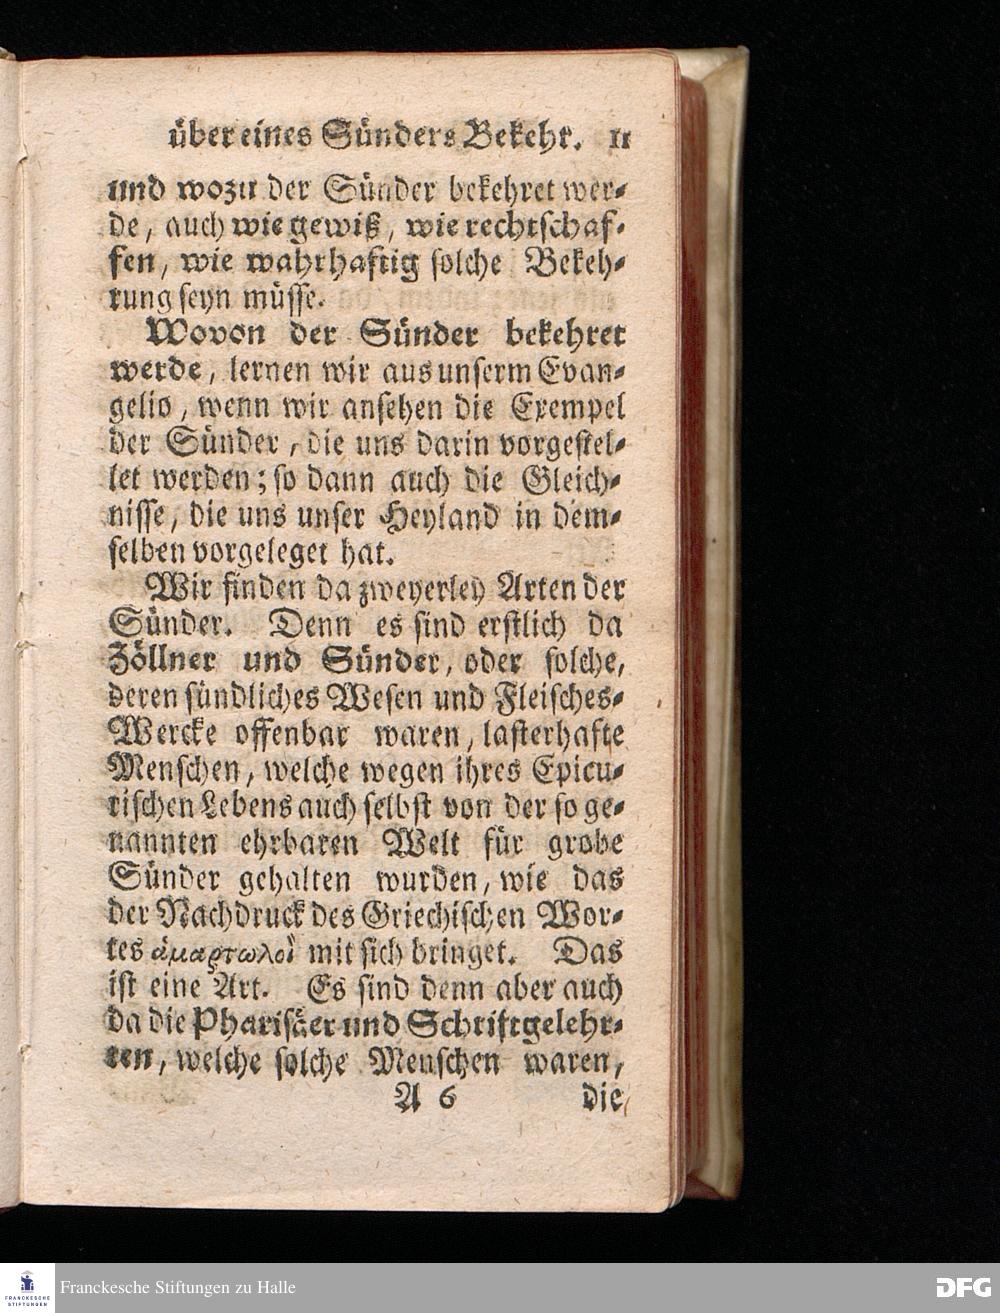 über eines Sünders Bekehr. 11
und wozu der Sünder bekehret wer-
de, auch wie gewiß, wie rechtschaf-
fen, wie wahrhaftig solche Bekeh-
rung seyn müsse.
Wovon der Sünder bekehret
werde, lernen wir aus unserm Evan-
gelio, wenn wir ansehen die Exempel
der Sünder, die uns darin vorgestel-
let werden; so dann auch die Gleich-
nisse, die uns unser Heyland in dem-
selben vorgeleget hat.
Wir finden da zweyerley Arten der
Sünder. Denn es sind erstlich da
Zöllner und Sünder, oder solche,
deren sündliches Wesen und Fleisches-
Wercke offenbar waren, lasterhafte
Menschen, welche wegen ihres Epicu-
rischen Lebens auch selbst von der so ge-
nannten ehrbaren Welt für grobe
Sünder gehalten wurden, wie das
der Nachdruck des Griechischen Wor-
tes ἁμαρτωλοὶ mit sich bringet. Das
ist eine Art. Es sind denn aber auch
da die Pharisäer und Schriftgelehr-
ten, welche solche Menschen waren,
A 6 die
FRANCKESCHE
STIFTUNGEN
Franckesche Stiftungen zu Halle
DFG